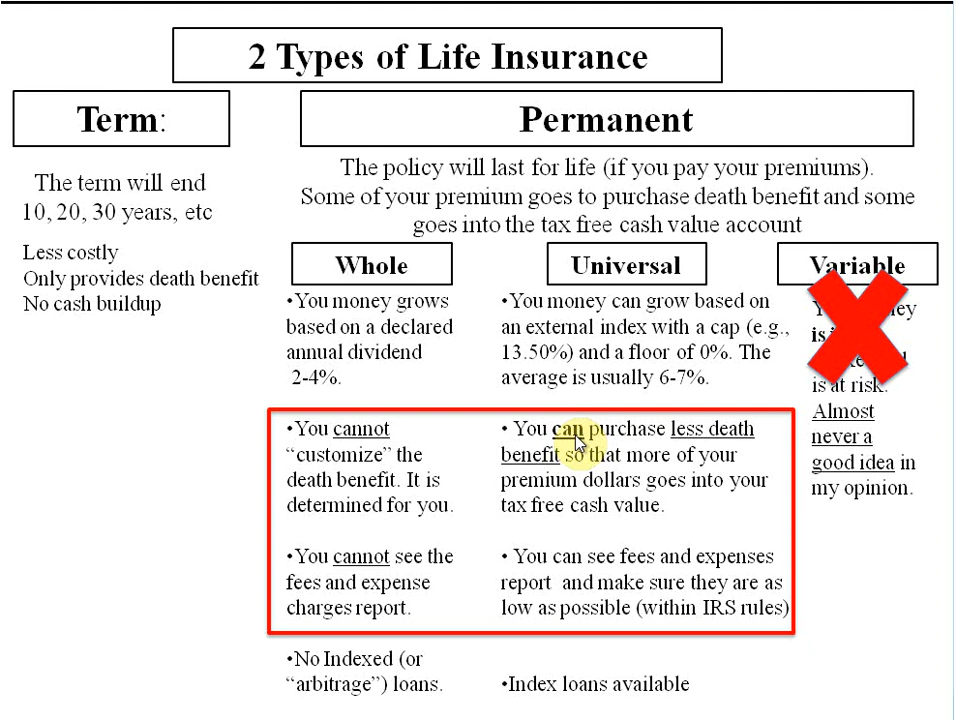 2 Types of Life Insurance
Term:
The term will end
10, 20, 30 years, etc
Less costly
Only provides death benefit
No cash buildup
Permanent
The policy will last for life (if you pay your premiums).
Some of your premium goes to purchase death benefit and some
goes into the tax free cash value account
Whole
•You money grows
based on a declared
annual dividend
2-4%.
•You cannot
“customize” the
death benefit. It is
determined for you.
•You cannot see the
fees and expense
charges report.
•No Indexed (or
“arbitrage”) loans.
Universal
•You money can grow based on
an external index with a cap (e.g.,
13.50%) and a floor of 0%. The
average is usually 6-7%.
• You can purchase less death
benefit so that more of your
premium dollars goes into your
tax free cash value.
• You can see fees and expenses
report and make sure they are as
low as possible (within IRS rules)
•Index loans available
Variable
is at risk.
Almost
never a
good idea in
my opinion.